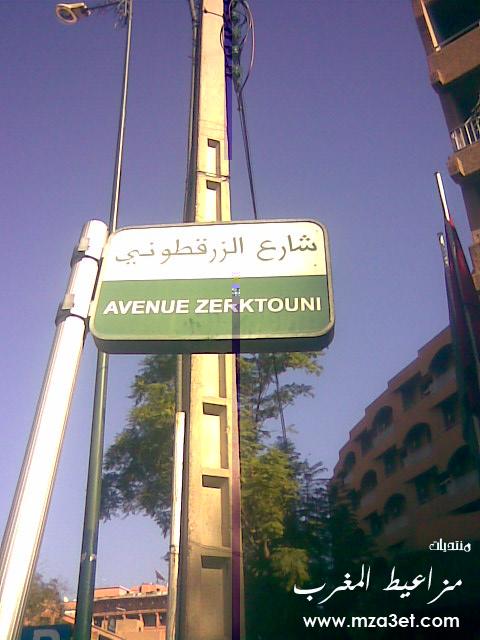 شارع الزرقطوني
AVENUE ZERKTOUNI
منتديات
مزاعيط المغرب
www.mza3et.com